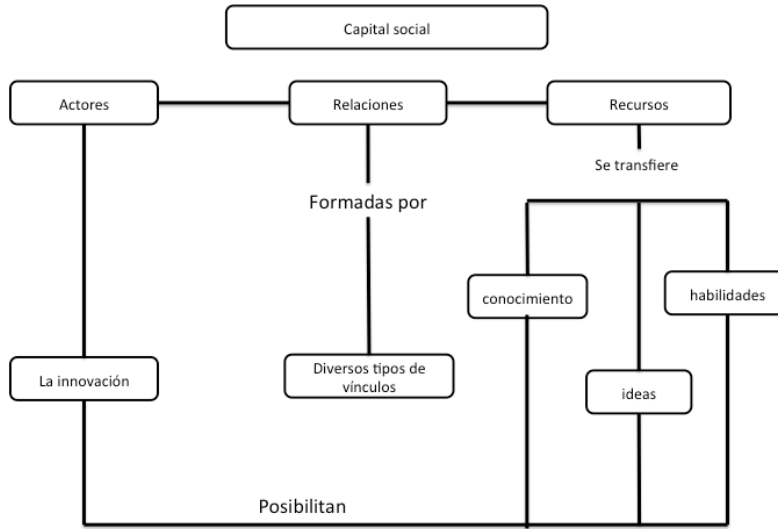 Capital social
Actores
Relaciones
Recursos
Se transfiere
Formadas por
conocimiento
habilidades
La innovación
Diversos tipos de
vínculos
ideas
Posibilitan